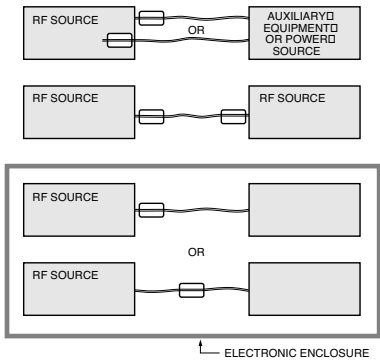 RF SOURCE
OR
AUXILIARY□
EQUIPMENT□
OR POWER□
SOURCE
RF SOURCE
RF SOURCE
RF SOURCE
OR
RF SOURCE
ELECTRONIC ENCLOSURE